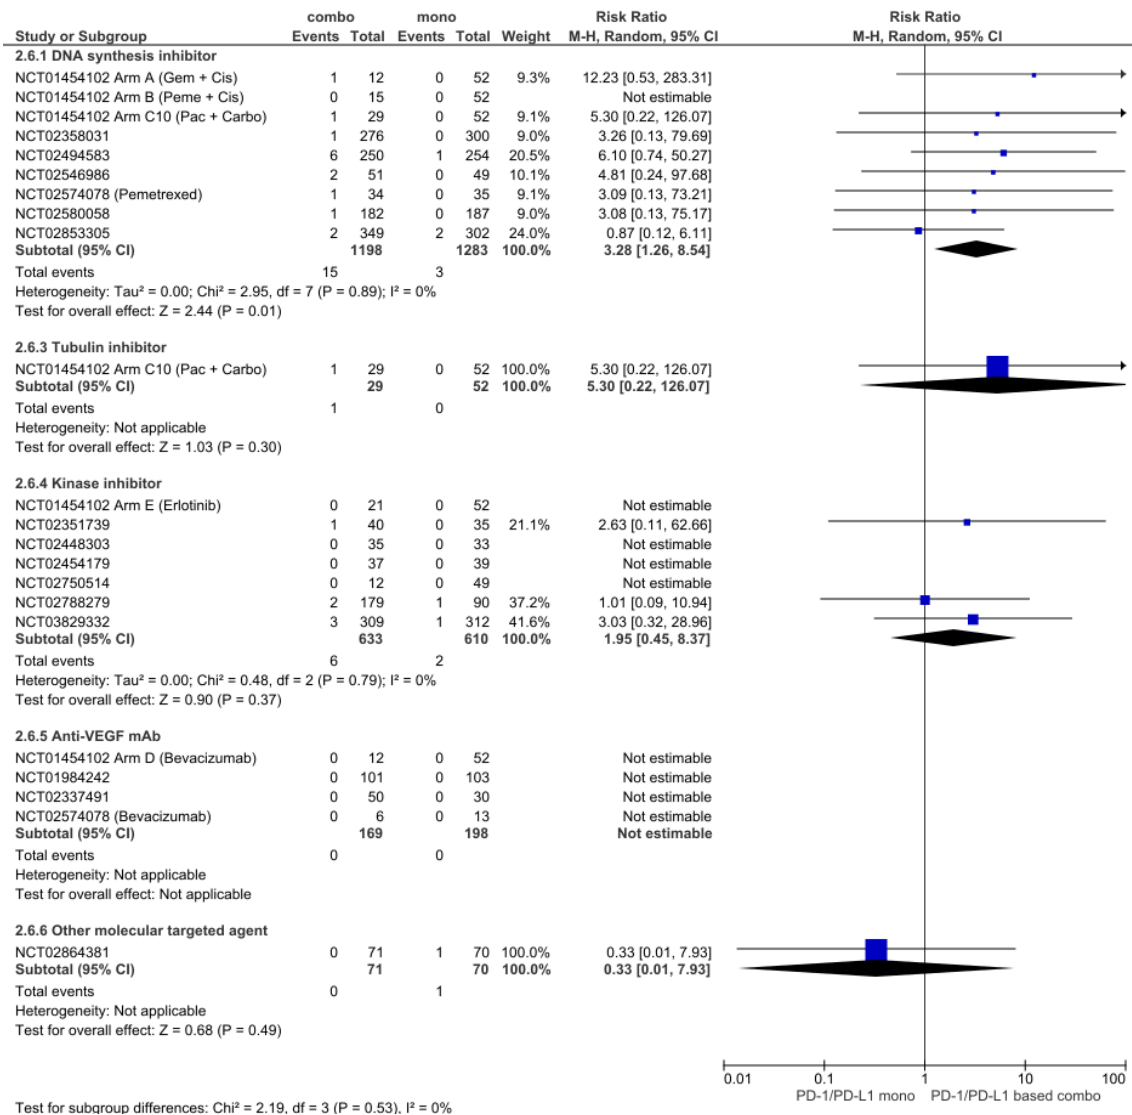 combo mono Risk Ratio Risk Ratio
Study or Subgroup Events Total Events Total Weight M-H, Random, 95% CI M-H, Random, 95% CI
2.6.1 DNA synthesis inhibitor
NCT01454102 Arm A (Gem + Cis) 1 12 0 52 9.3% 12.23 [0.53, 283.31]
NCT01454102 Arm B (Peme + Cis) 0 15 0 52 Not estimable
NCT01454102 Arm C10 (Pac + Carbo) 1 29 0 52 9.1% 5.30 [0.22, 126.07]
NCT02358031 1 276 0 300 9.0% 3.26 [0.13, 79.69]
NCT02494583 6 250 1 254 20.5% 6.10 [0.74, 50.27]
NCT02546986 2 51 0 49 10.1% 4.81 [0.24, 97.68]
NCT02574078 (Pemetrexed) 1 34 0 35 9.1% 3.09 [0.13, 73.21]
NCT02580058 1 182 0 187 9.0% 3.08 [0.13, 75.17]
NCT02853305 2 349 2 302 24.0% 0.87 [0.12, 6.11]
Subtotal (95% CI) 1198 1283 100.0% 3.28 [1.26, 8.54]
Total events 15 3
Heterogeneity: Tau² = 0.00; Chi² = 2.95, df = 7 (P = 0.89); I² = 0%
Test for overall effect: Z = 2.44 (P = 0.01)
2.6.3 Tubulin inhibitor
NCT01454102 Arm C10 (Pac + Carbo) 1 29 0 52 100.0% 5.30 [0.22, 126.07]
Subtotal (95% CI) 29 52 100.0% 5.30 [0.22, 126.07]
Total events 1 0
Heterogeneity: Not applicable
Test for overall effect: Z = 1.03 (P = 0.30)
2.6.4 Kinase inhibitor
NCT01454102 Arm E (Erlotinib) 0 21 0 52 Not estimable
NCT02351739 1 40 0 35 21.1% 2.63 [0.11, 62.66]
NCT02448303 0 35 0 33 Not estimable
NCT02454179 0 37 0 39 Not estimable
NCT02750514 0 12 0 49 Not estimable
NCT02788279 2 179 1 90 37.2% 1.01 [0.09, 10.94]
NCT03829332 3 309 1 312 41.6% 3.03 [0.32, 28.96]
Subtotal (95% CI) 633 610 100.0% 1.95 [0.45, 8.37]
Total events 6 2
Heterogeneity: Tau² = 0.00; Chi² = 0.48, df = 2 (P = 0.79); I² = 0%
Test for overall effect: Z = 0.90 (P = 0.37)
2.6.5 Anti-VEGF mAb
NCT01454102 Arm D (Bevacizumab) 0 12 0 52 Not estimable
NCT01984242 0 101 0 103 Not estimable
NCT02337491 0 50 0 30 Not estimable
NCT02574078 (Bevacizumab) 0 6 0 13 Not estimable
Subtotal (95% CI) 169 198 Not estimable
Total events 0 0
Heterogeneity: Not applicable
Test for overall effect: Not applicable
2.6.6 Other molecular targeted agent
NCT02864381 0 71 1 70 100.0% 0.33 [0.01, 7.93]
Subtotal (95% CI) 71 70 100.0% 0.33 [0.01, 7.93]
Total events 0 1
Heterogeneity: Not applicable
Test for overall effect: Z = 0.68 (P = 0.49)
0.01 0.1 1 10 100
PD-1/PD-L1 mono PD-1/PD-L1 based combo
Test for subgroup differences: Chi² = 2.19, df = 3 (P = 0.53), I² = 0%